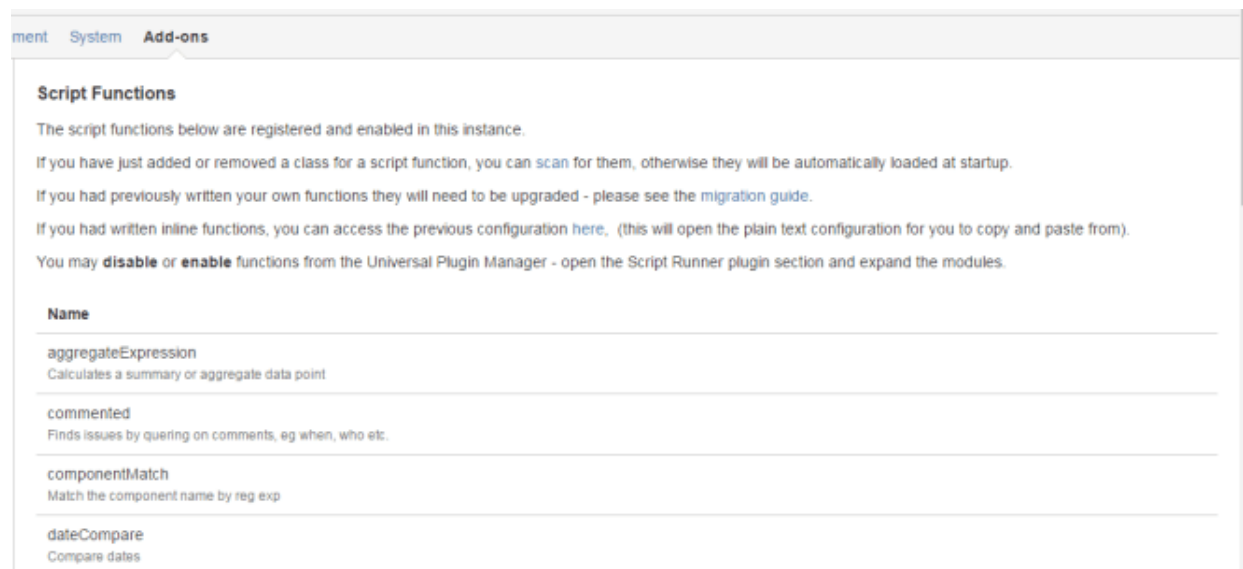 ment System Add-ons
Script Functions
The script functions below are registered and enabled in this instance.
If you have just added or removed a class for a script function, you can scan for them, otherwise they will be automatically loaded at startup.
If you had previously written your own functions they will need to be upgraded - please see the migration guide.
If you had written inline functions, you can access the previous configuration here, (this will open the plain text configuration for you to copy and paste from).
You may disable or enable functions from the Universal Plugin Manager - open the Script Runner plugin section and expand the modules.
Name
aggregateExpression
Calculates a summary or aggregate data point
commented
Finds issues by quering on comments, eg when, who etc.
componentMatch
Match the component name by reg exp
dateCompare
Compare dates